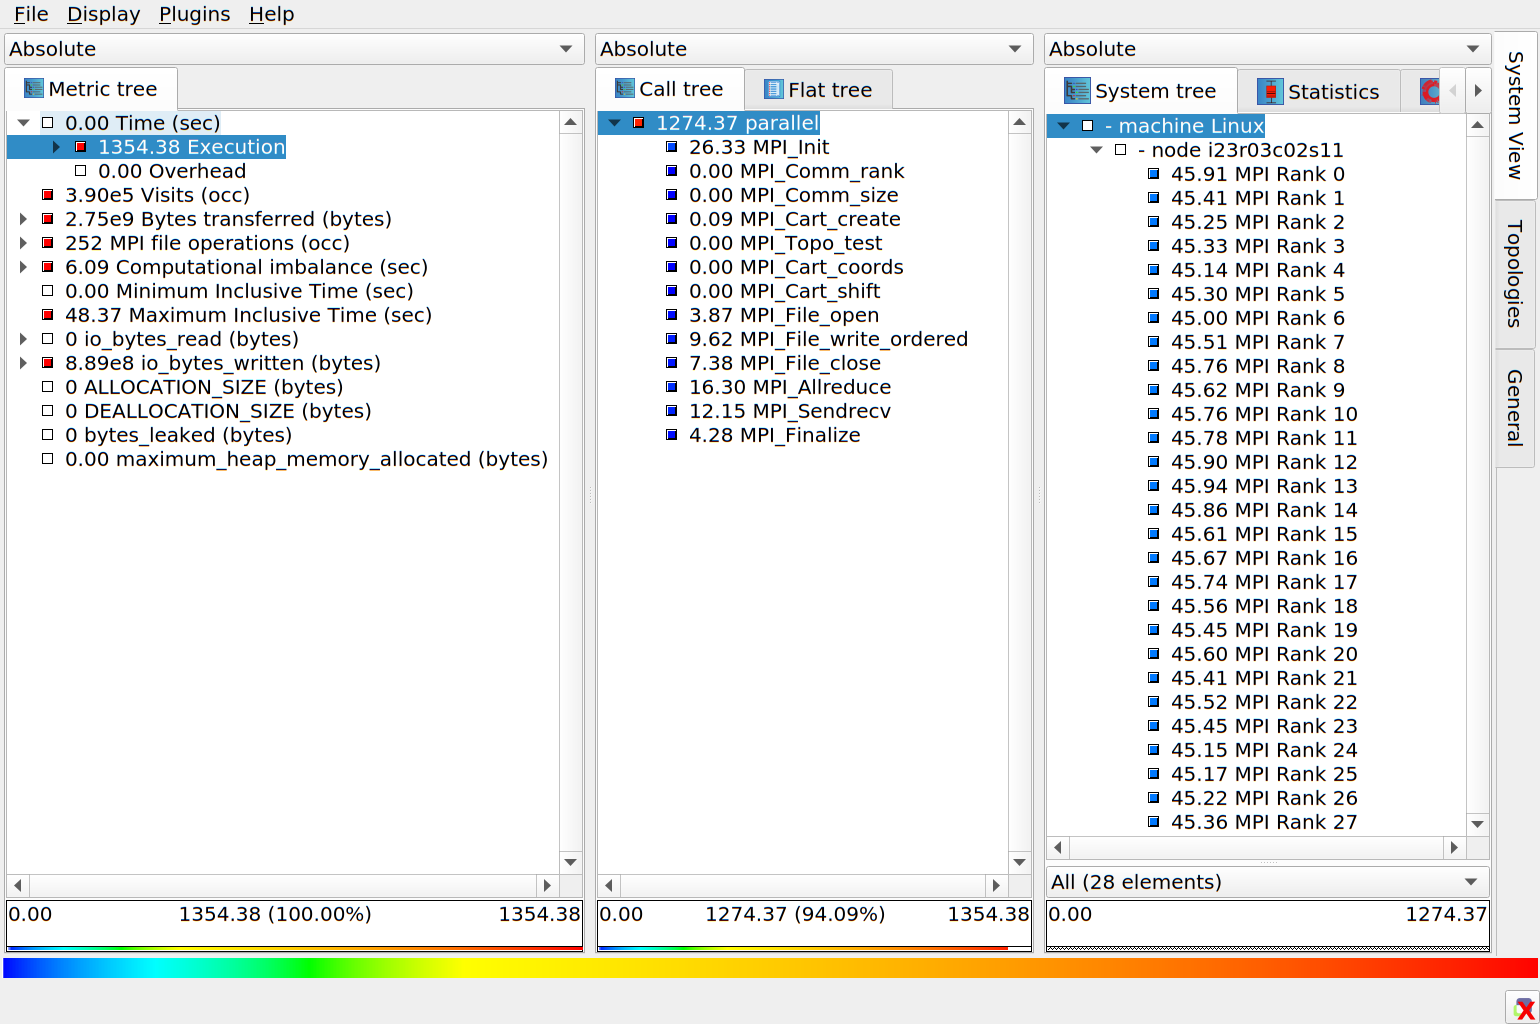 File Display Plugins Help
Absolute
Metric tree
0.00 Time (sec)
1354.38 Execution
0.00 Overhead
3.90e5 Visits (occ)
2.75e9 Bytes transferred (bytes)
252 MPI file operations (occ)
6.09 Computational imbalance (sec)
0.00 Minimum Inclusive Time (sec)
48.37 Maximum Inclusive Time (sec)
0 io_bytes_read (bytes)
8.89e8 io_bytes_written (bytes)
0 ALLOCATION_SIZE (bytes)
0 DEALLOCATION_SIZE (bytes)
0 bytes_leaked (bytes)
0.00 maximum_heap_memory_allocated (bytes)
0.00 1354.38 (100.00%) 1354.38
Absolute
Call tree Flat tree
1274.37 parallel
26.33 MPI_Init
0.00 MPI_Comm_rank
0.00 MPI_Comm_size
0.09 MPI_Cart_create
0.00 MPI_Topo_test
0.00 MPI_Cart_coords
0.00 MPI_Cart_shift
3.87 MPI_File_open
9.62 MPI_File_write_ordered
7.38 MPI_File_close
16.30 MPI_Allreduce
12.15 MPI_Sendrecv
4.28 MPI_Finalize
0.00 1274.37 (94.09%) 1354.38
Absolute
System tree Statistics
- machine Linux
- node i23r03c02s11
45.91 MPI Rank 0
45.41 MPI Rank 1
45.25 MPI Rank 2
45.33 MPI Rank 3
45.14 MPI Rank 4
45.30 MPI Rank 5
45.00 MPI Rank 6
45.51 MPI Rank 7
45.76 MPI Rank 8
45.62 MPI Rank 9
45.76 MPI Rank 10
45.78 MPI Rank 11
45.90 MPI Rank 12
45.94 MPI Rank 13
45.86 MPI Rank 14
45.61 MPI Rank 15
45.67 MPI Rank 16
45.74 MPI Rank 17
45.56 MPI Rank 18
45.45 MPI Rank 19
45.60 MPI Rank 20
45.41 MPI Rank 21
45.52 MPI Rank 22
45.45 MPI Rank 23
45.15 MPI Rank 24
45.17 MPI Rank 25
45.22 MPI Rank 26
45.36 MPI Rank 27
All (28 elements)
0.00 1274.37
System View
Topologies
General